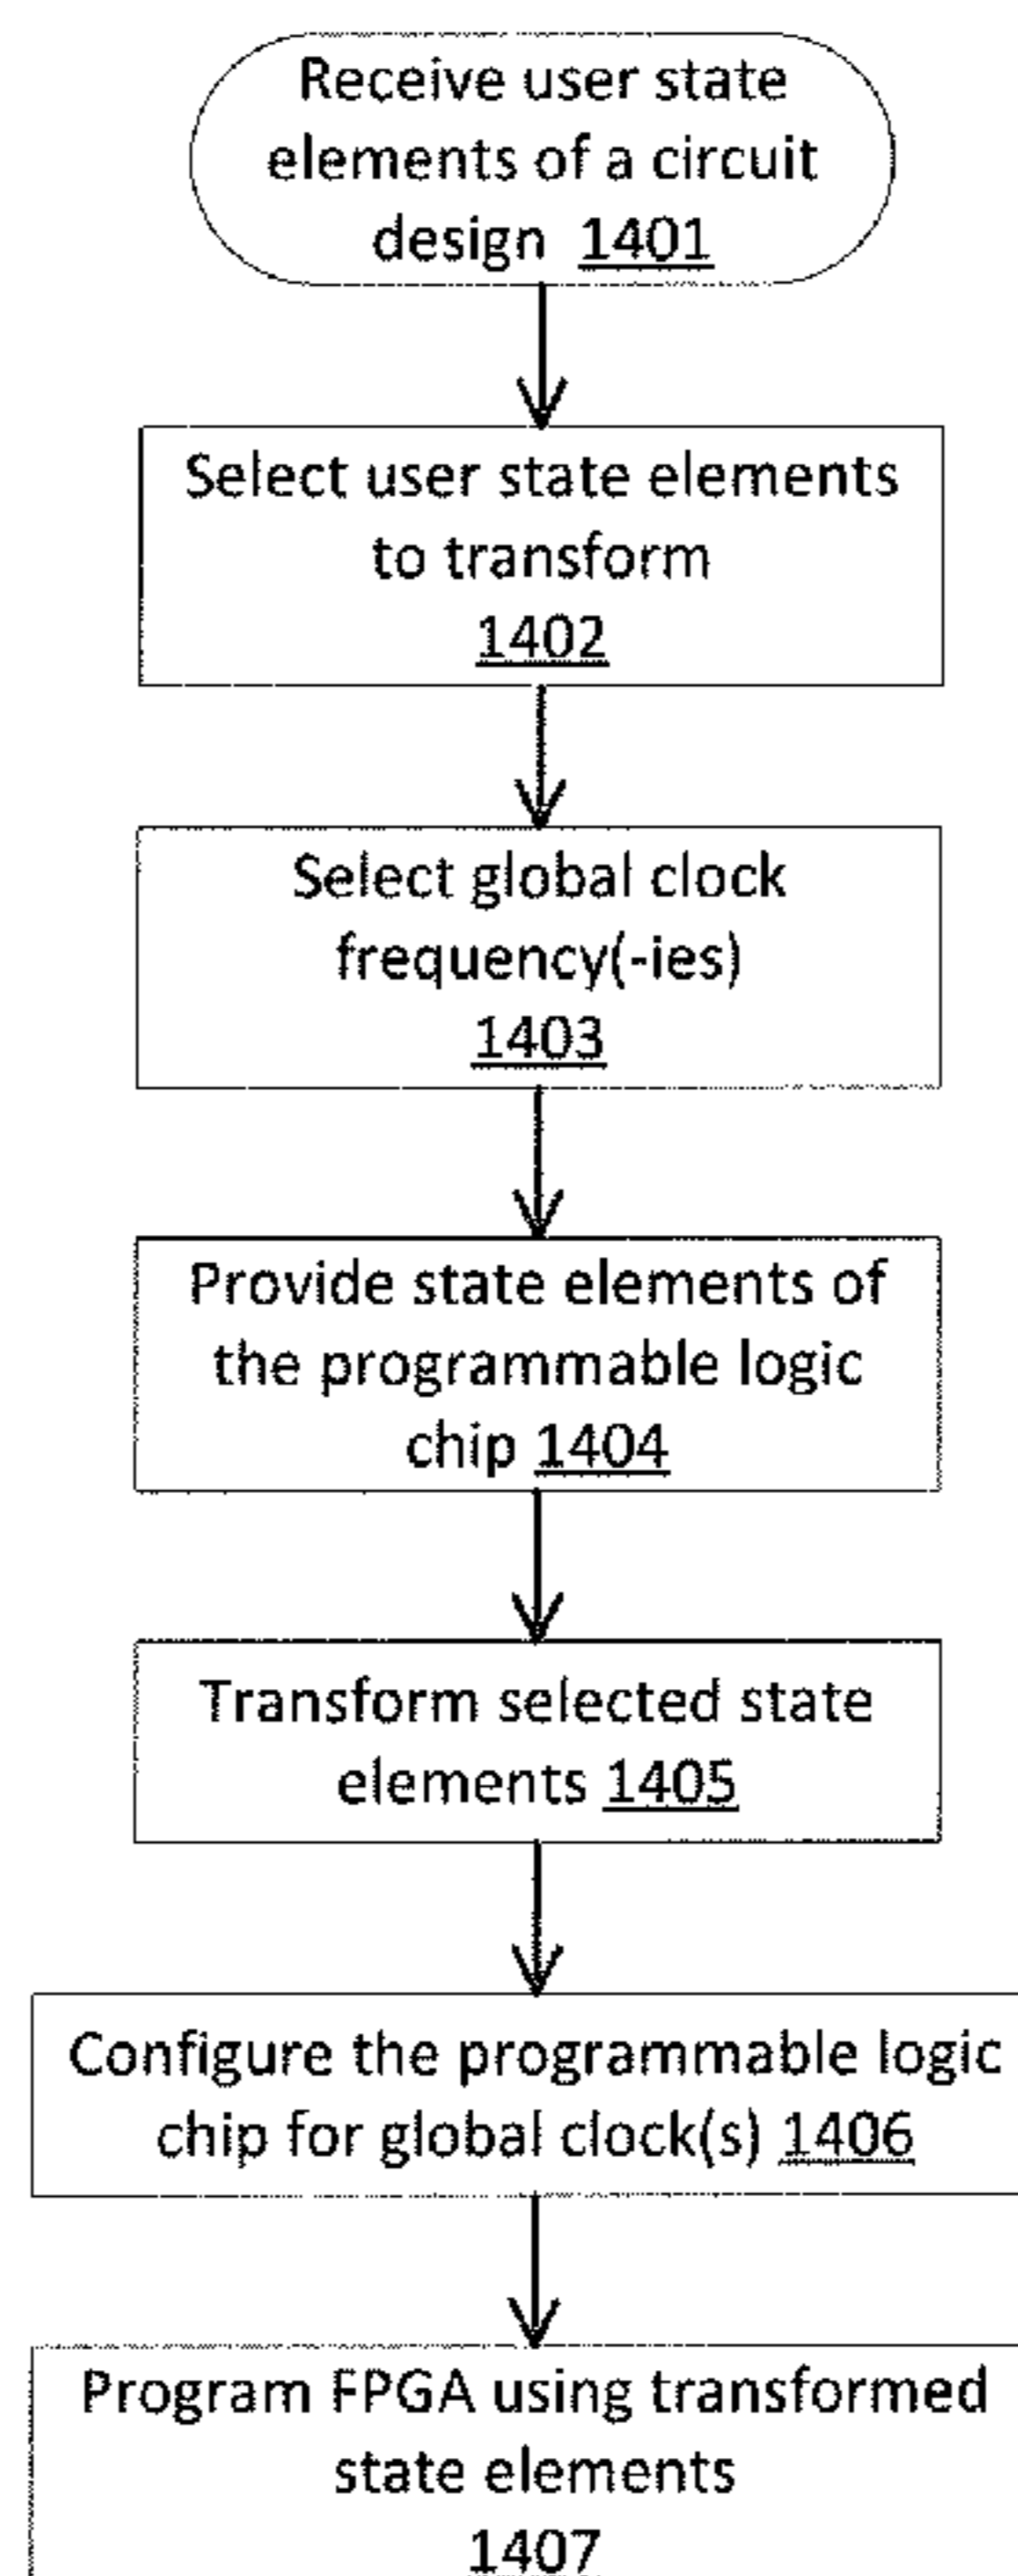 Receive user state
elements of a circuit
design 1401
Select user state elements
to transform
1402
Select global clock
frequency(-ies)
1403
Provide state elements of
the programmable logic
chip 1404
Transform selected state
elements 1405
Configure the programmable logic
chip for global clock(s) 1406
Program FPGA using transformed
state elements
1407